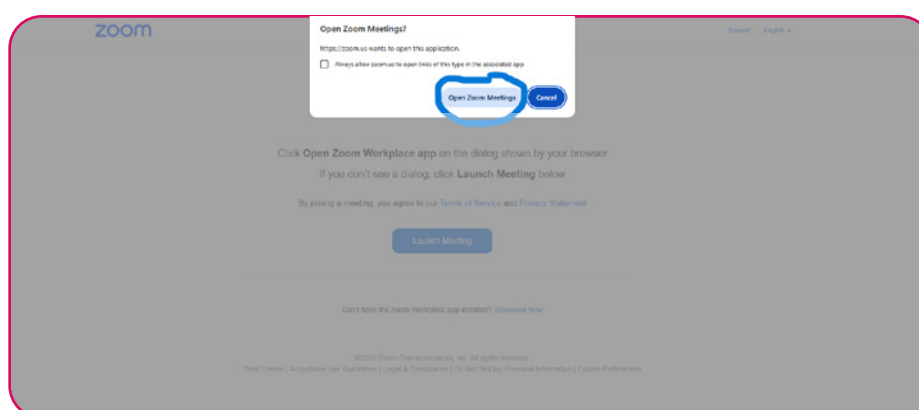 zoom
Support English
Open Zoom Meetings?
https://zoom.us wants to open this application.
Always allow zoom.us to open links of this type in the associated app
Open Zoom Meetings Cancel
Click Open Zoom Workplace app on the dialog shown by your browser
If you don't see a dialog, click Launch Meeting below
By joining a meeting, you agree to our Terms of Service and Privacy Statement
Launch Meeting
Don't have the Zoom Workplace app installed? Download Now
Zoom Communications, Inc. All rights reserved.
Trust Center | Acceptable Use Guidelines | Legal & Compliance | Do Not Sell My Personal Information | Cookie Preferences